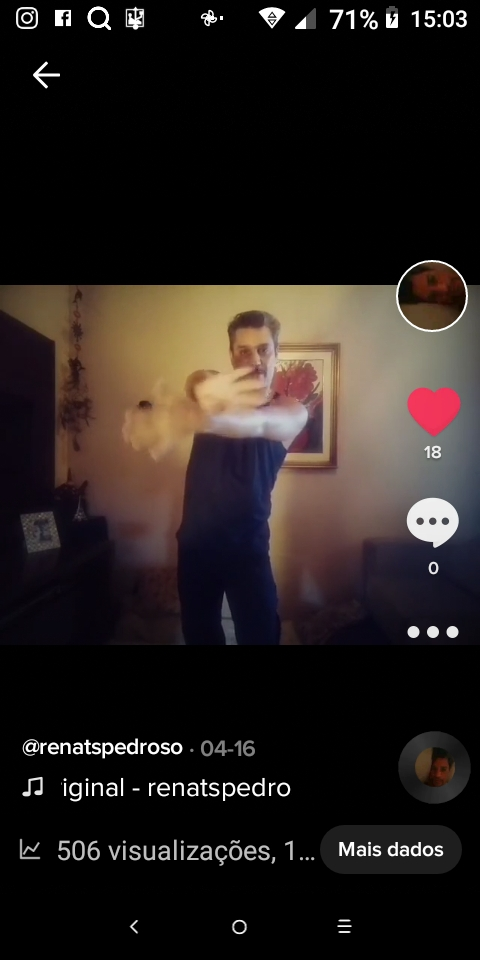 71% 15:03
18
0
@renatspedroso · 04-16
iginal - renatspedro
506 visualizações, 1...
Mais dados